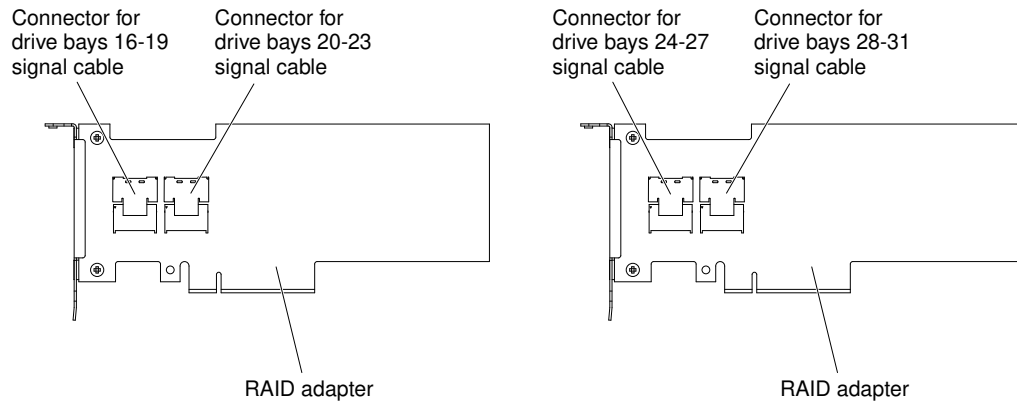 Connector for
drive bays 16-19
signal cable
Connector for
drive bays 20-23
signal cable
Connector for
drive bays 24-27
signal cable
Connector for
drive bays 28-31
signal cable
RAID adapter
RAID adapter